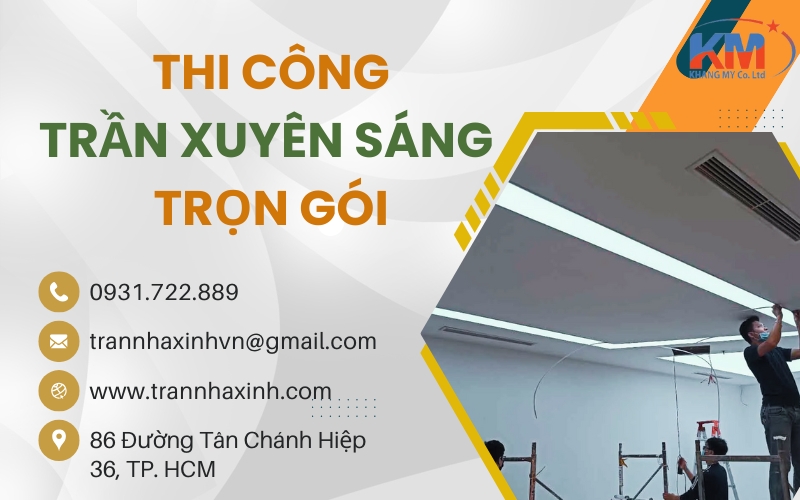 KM
KHANG MY Co. Ltd
THI CÔNG
TRẦN XUYÊN SÁNG
TRỌN GÓI
0931.722.889
trannhaxinhvn@gmail.com
www.trannhaxinh.com
86 Đường Tân Chánh Hiệp
36, TP. HCM